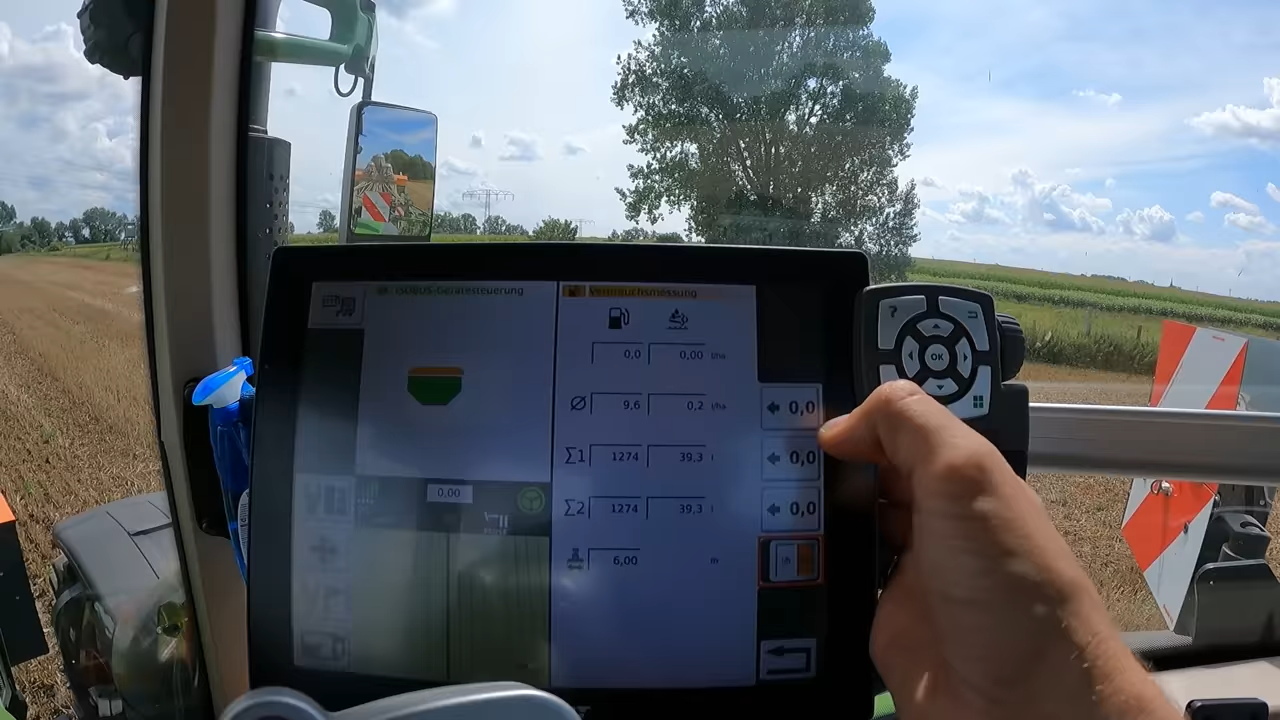 ISOBUS-Gerätesteuerung
Verbrauchsmessung
0,0 0,00 l/ha
Ø 9,6 0,2 l/ha
0,0
Σ1 1274 39,3 l
0,0
Σ2 1274 39,3 l
0,0
6,00 m
0,00
?
OK